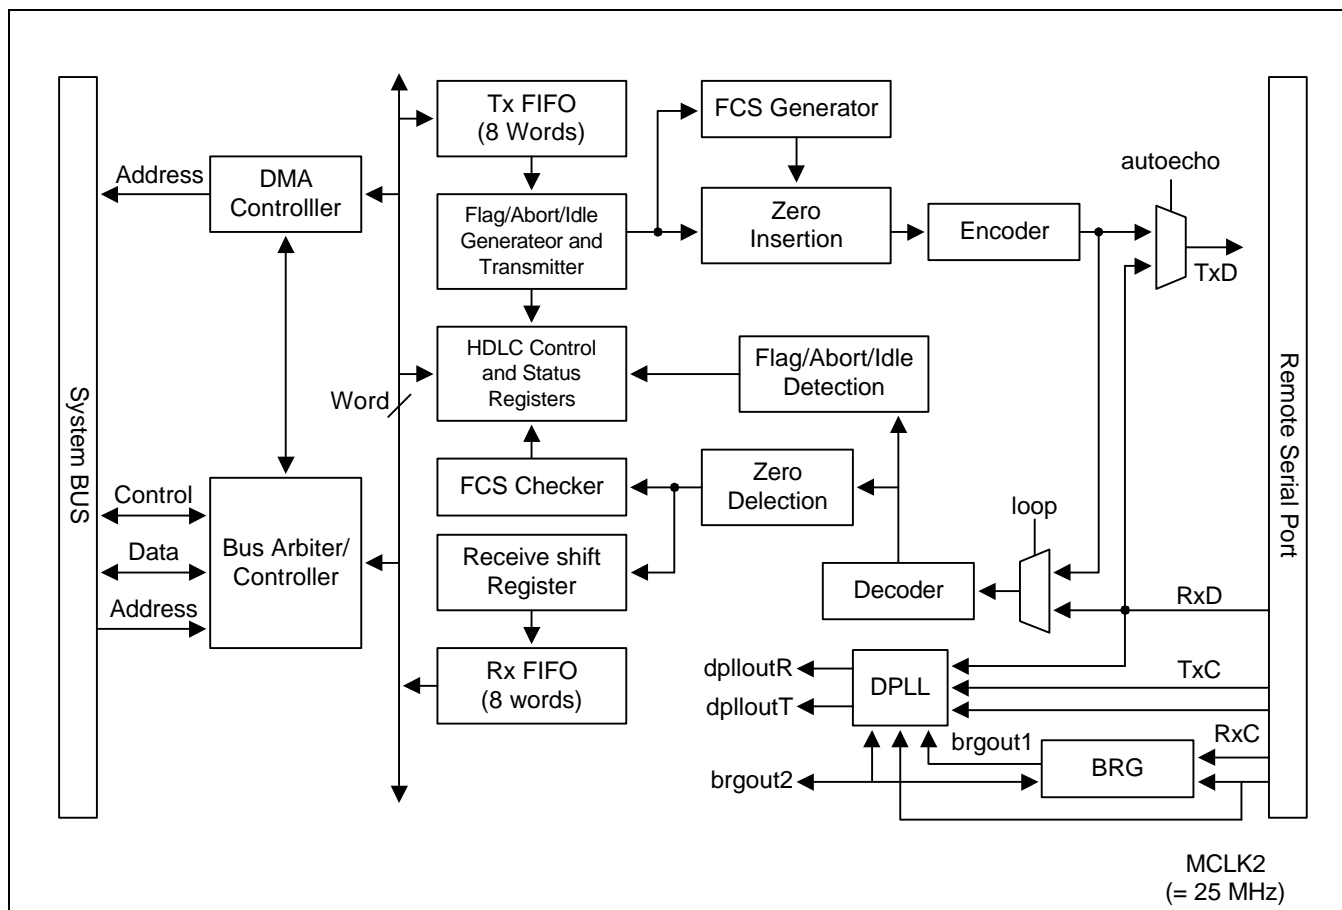 System BUS
Address
DMA
Controlller
Control
Data
Address
Bus Arbiter/
Controller
Word
Tx FIFO
(8 Words)
Flag/Abort/Idle
Generateor and
Transmitter
HDLC Control
and Status
Registers
FCS Checker
Receive shift
Register
Rx FIFO
(8 words)
FCS Generator
Zero
Insertion
Encoder
autoecho
TxD
Flag/Abort/Idle
Detection
Zero
Delection
loop
Decoder
RxD
dplloutR
dplloutT
DPLL
TxC
RxC
brgout1
brgout2
BRG
Remote Serial Port
MCLK2
(= 25 MHz)